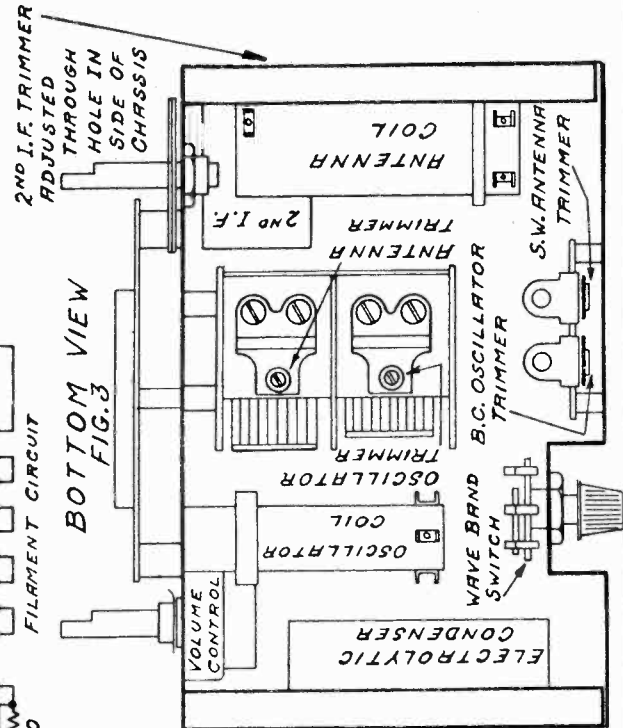 FILAMENT CIRCUIT
BOTTOM VIEW
FIG.3
2ND I.F. TRIMMER
ADJUSTED
THROUGH
HOLE IN
SIDE OF
CHASSIS
VOLUME
CONTROL
2ND I.F.
ANTENNA
COIL
ANTENNA
TRIMMER
OSCILLATOR
COIL
OSCILLATOR
TRIMMER
ELECTROLYTIC
CONDENSER
WAVE BAND
SWITCH
B.C. OSCILLATOR
TRIMMER
S.W. ANTENNA
TRIMMER